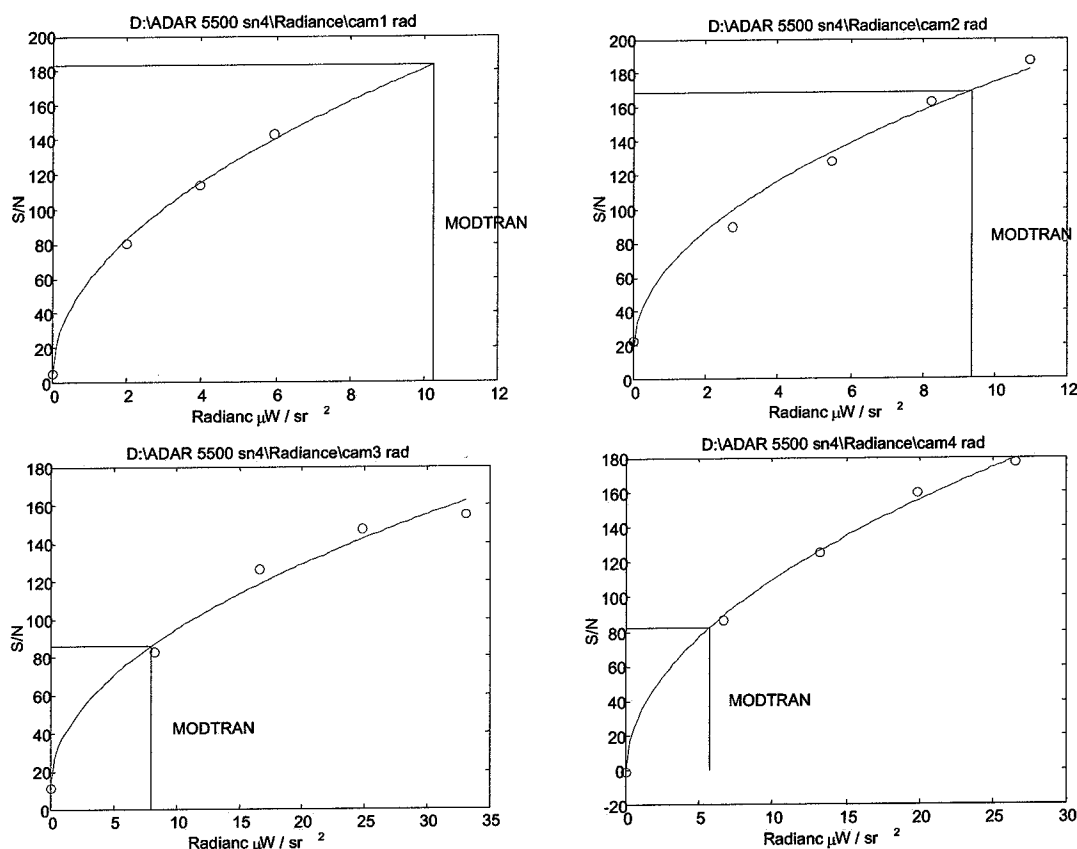 D:\ADAR 5500 sn4\Radiance\cam1 rad
200
180
160
140
120
100
80
60
40
20
0
S/N
MODTRAN
0 2 4 6 8 10 12
Radianc µW / sr 2
D:\ADAR 5500 sn4\Radiance\cam2 rad
200
180
160
140
120
100
80
60
40
20
0
S/N
MODTRAN
0 2 4 6 8 10 12
Radianc µW / sr 2
D:\ADAR 5500 sn4\Radiance\cam3 rad
180
160
140
120
100
80
60
40
20
0
S/N
MODTRAN
0 5 10 15 20 25 30 35
Radianc µW / sr 2
D:\ADAR 5500 sn4\Radiance\cam4 rad
180
160
140
120
100
80
60
40
20
0
-20
S/N
MODTRAN
0 5 10 15 20 25 30
Radianc µW / sr 2